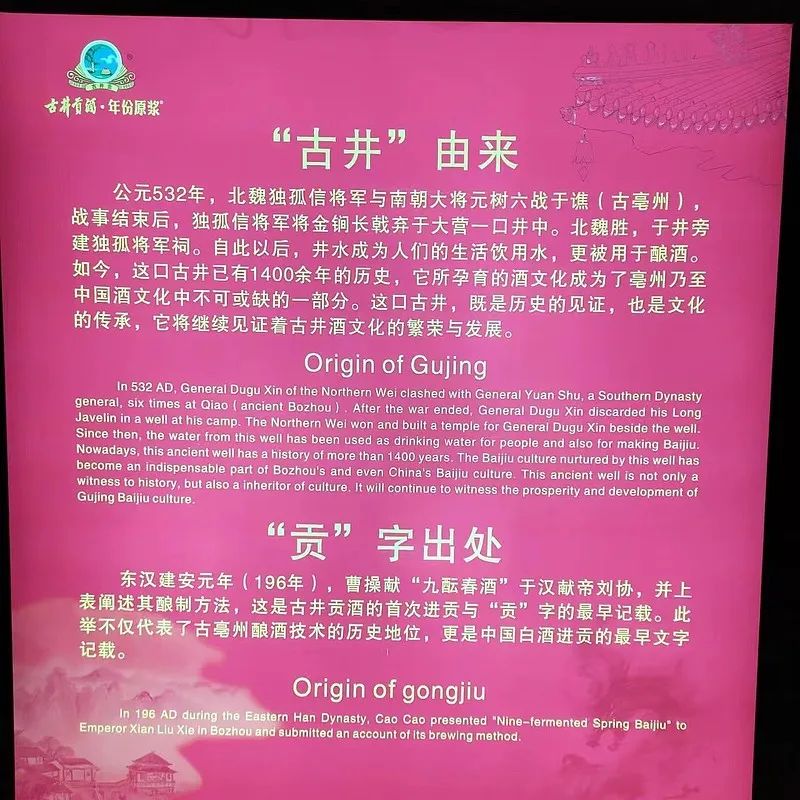 古井贡酒·年份原浆®
“古井”由来
公元532年，北魏独孤信将军与南朝大将元树六战于谯（古亳州），
战事结束后，独孤信将军将金锏长戟弃于大营一口井中。北魏胜，于井旁
建独孤将军祠。自此以后，井水成为人们的生活饮用水，更被用于酿酒。
如今，这口古井已有1400余年的历史，它所孕育的酒文化成为了亳州乃至
中国酒文化中不可或缺的一部分。这口古井，既是历史的见证，也是文化
的传承，它将继续见证着古井酒文化的繁荣与发展。
Origin of Gujing
In 532 AD, General Dugu Xin of the Northern Wei clashed with General Yuan Shu, a Southern Dynasty
general, six times at Qiao（ancient Bozhou）. After the war ended, General Dugu Xin discarded his Long
Javelin in a well at his camp. The Northern Wei won and built a temple for General Dugu Xin beside the well.
Since then, the water from this well has been used as drinking water for people and also for making Baijiu.
Nowadays, this ancient well has a history of more than 1400 years. The Baijiu culture nurtured by this well has
become an indispensable part of Bozhou's and even China's Baijiu culture. This ancient well is not only a
witness to history, but also a inheritor of culture. It will continue to witness the prosperity and development of
Gujing Baijiu culture.
“贡”字出处
东汉建安元年（196年），曹操献“九酝春酒”于汉献帝刘协，并上
表阐述其酿制方法，这是古井贡酒的首次进贡与“贡”字的最早记载。此
举不仅代表了古亳州酿酒技术的历史地位，更是中国白酒进贡的最早文字
记载。
Origin of gongjiu
In 196 AD during the Eastern Han Dynasty, Cao Cao presented "Nine-fermented Spring Baijiu" to
Emperor Xian Liu Xie in Bozhou and submitted an account of its brewing method.